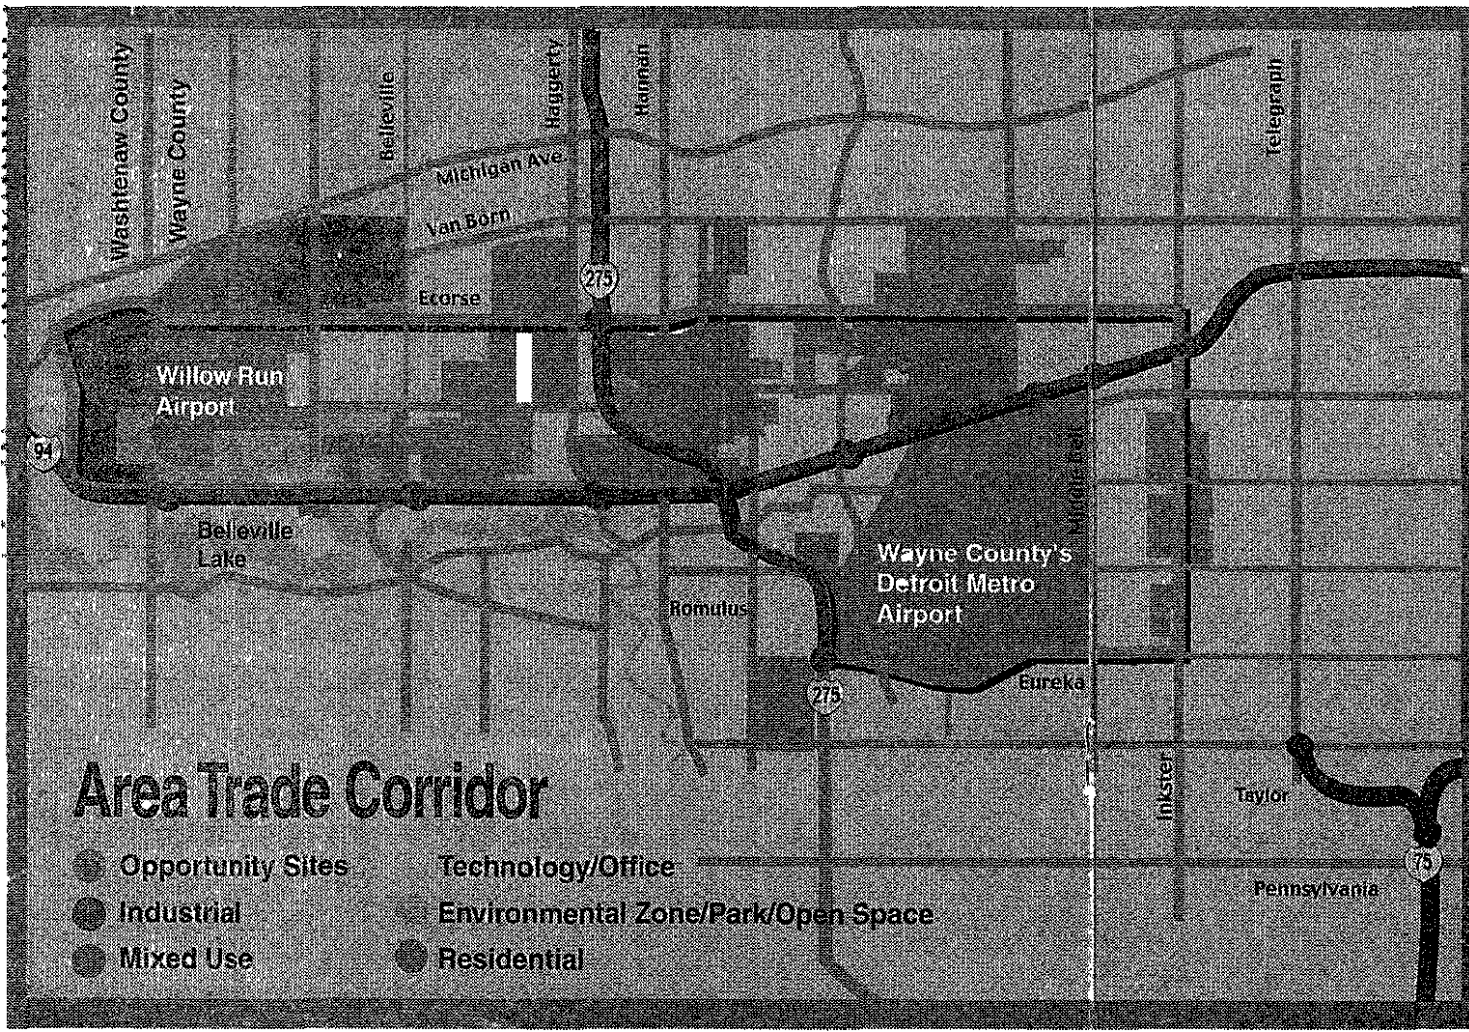 Washtenaw County
Wayne County
Belleville
Haggerty
Hannan
Telegraph
Michigan Ave.
Van Born
275
Ecorse
Willow Run
Airport
94
Middle Belt
Belleville
Lake
Wayne County's
Detroit Metro
Airport
Romulus
275
Eureka
Inkster
Taylor
75
Pennsylvania
Area Trade Corridor
Opportunity Sites
Technology/Office
Industrial
Environmental Zone/Park/Open Space
Mixed Use
Residential